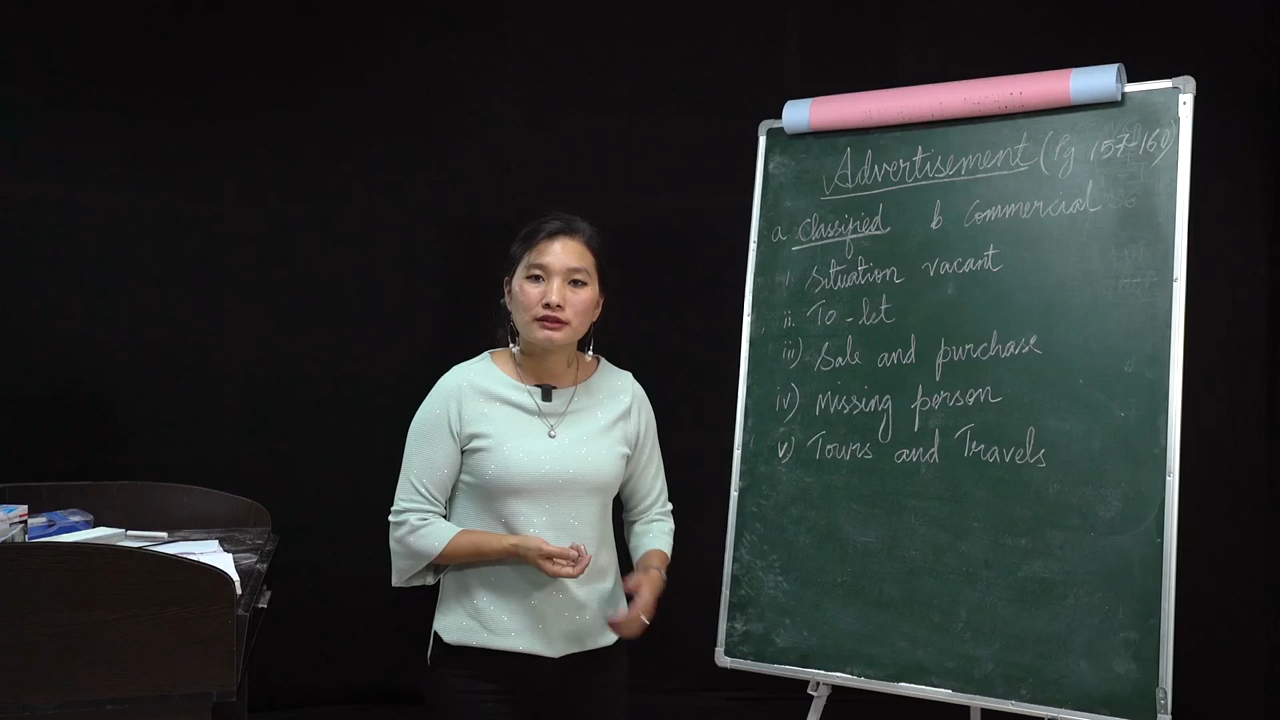 Advertisement (Pg 157-160)
a Classified b Commercial
i. Situation vacant
ii. To-let
iii) Sale and purchase
iv) Missing person
v) Tours and Travels